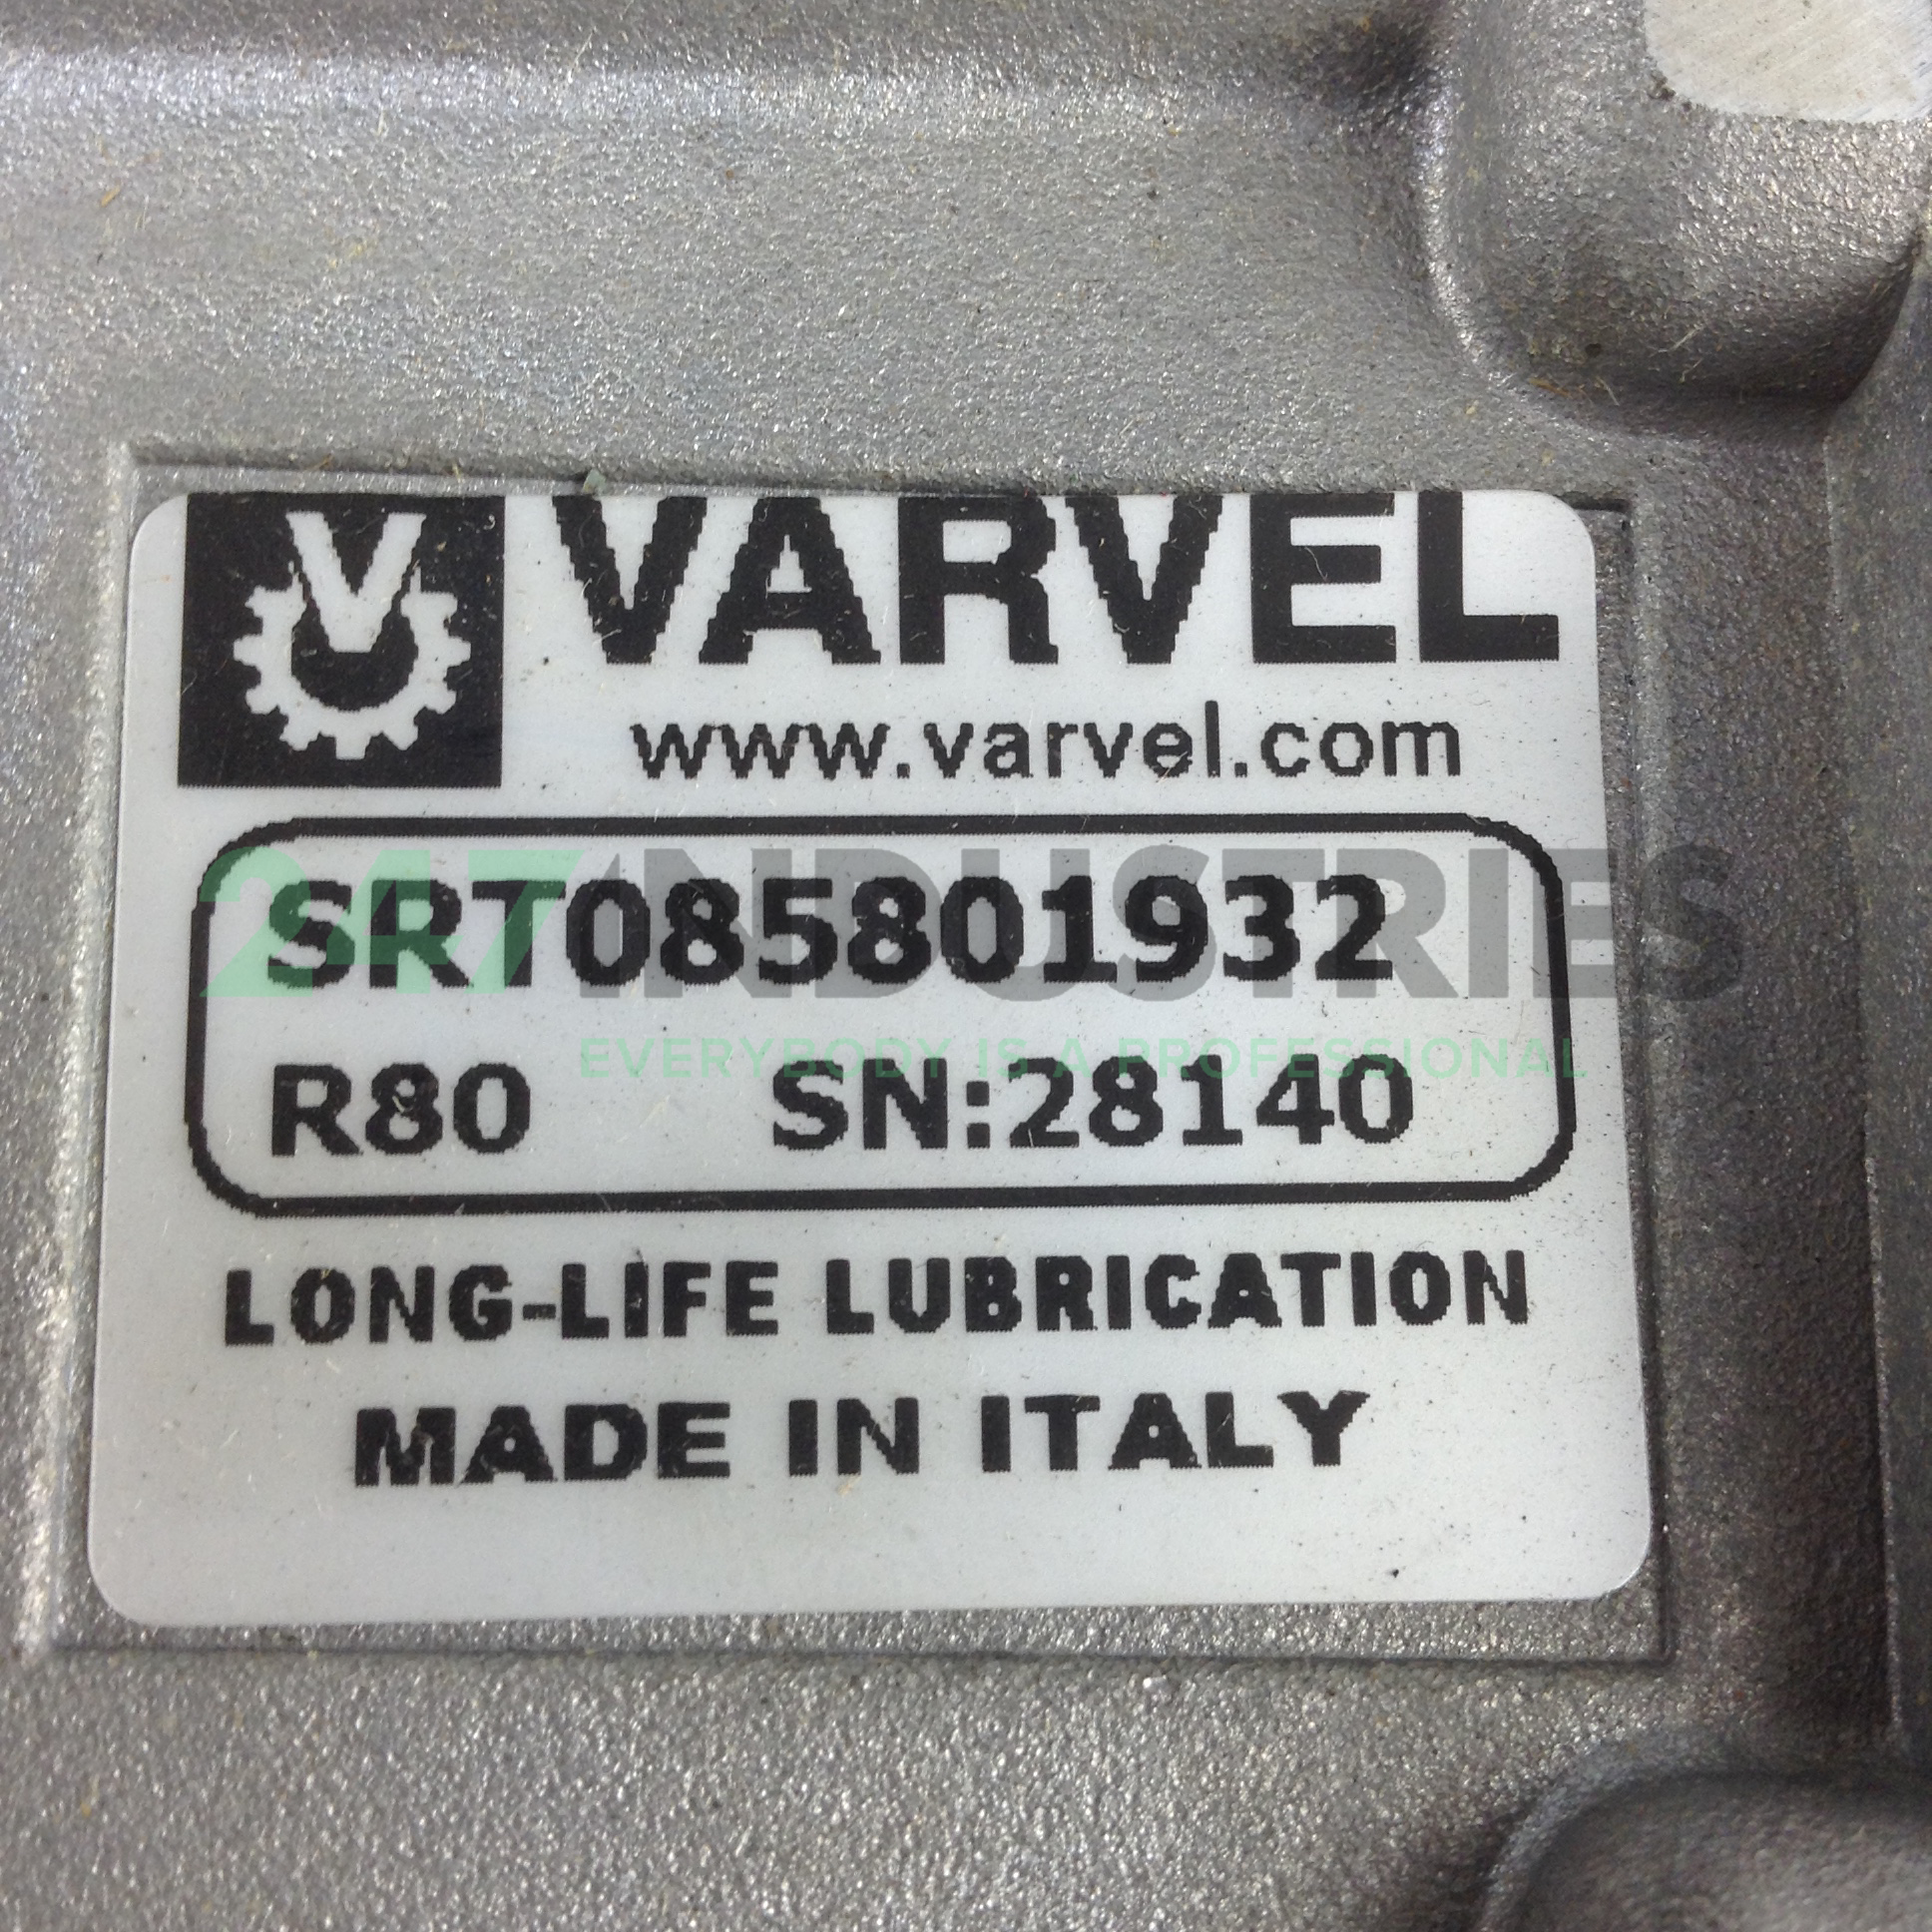 V VARVEL
www.varvel.com
247 INDUSTRIES
SRT085801932
EVERYBODY IS A PROFESSIONAL
R80 SN:28140
LONG-LIFE LUBRICATION
MADE IN ITALY